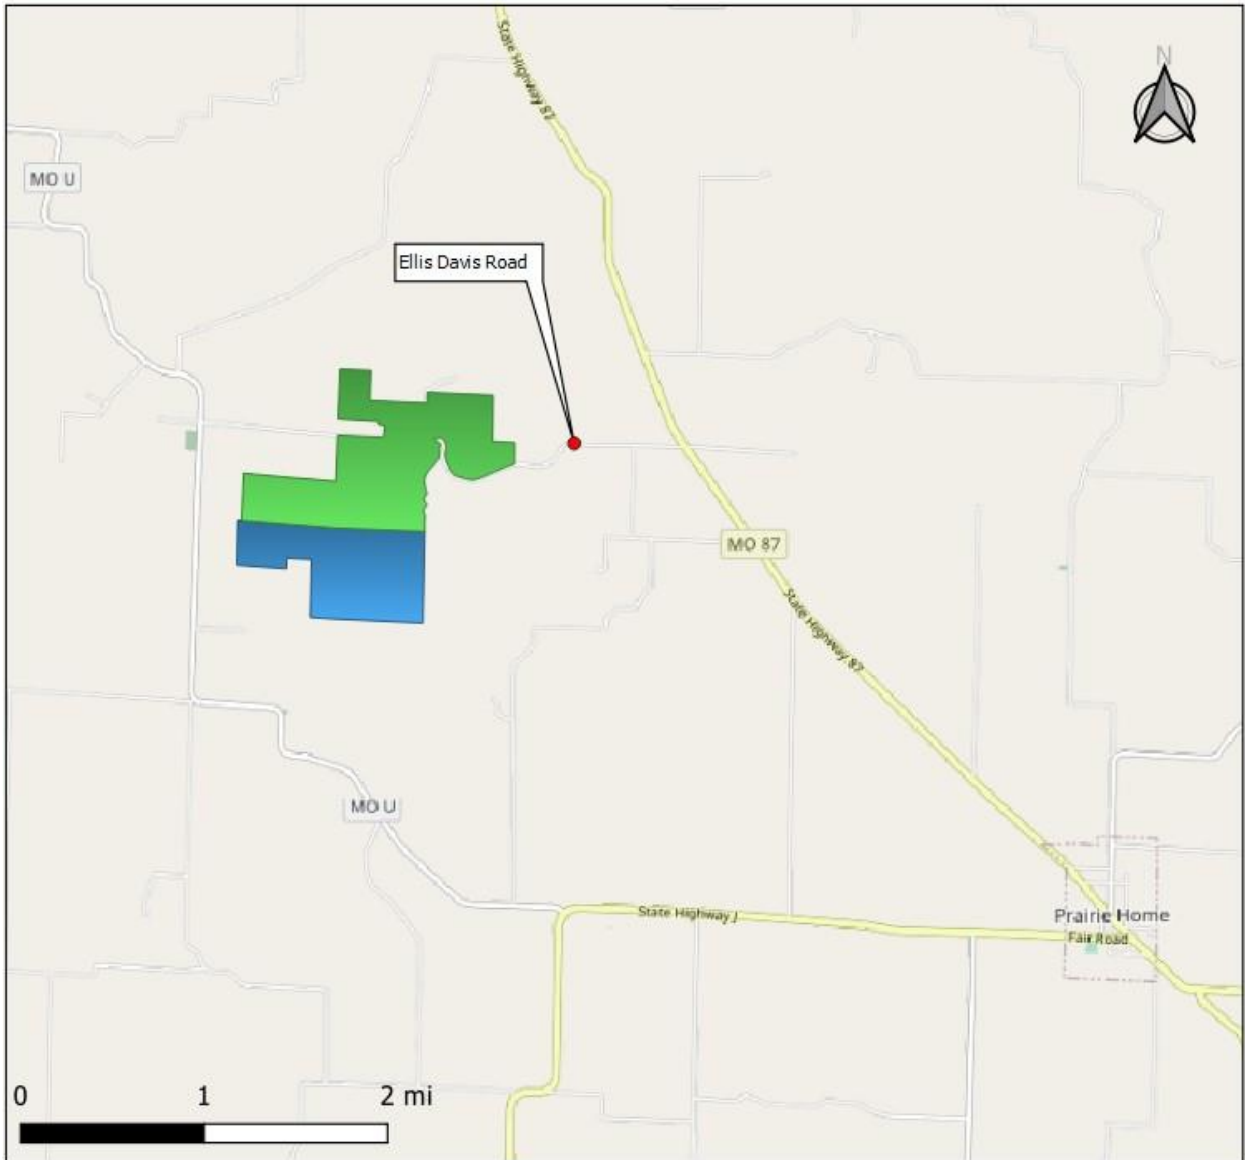 State Highway 87
N
MO U
Ellis Davis Road
MO 87
State Highway 87
MO U
State Highway J
Prairie Home
Fair Road
0 1 2 mi